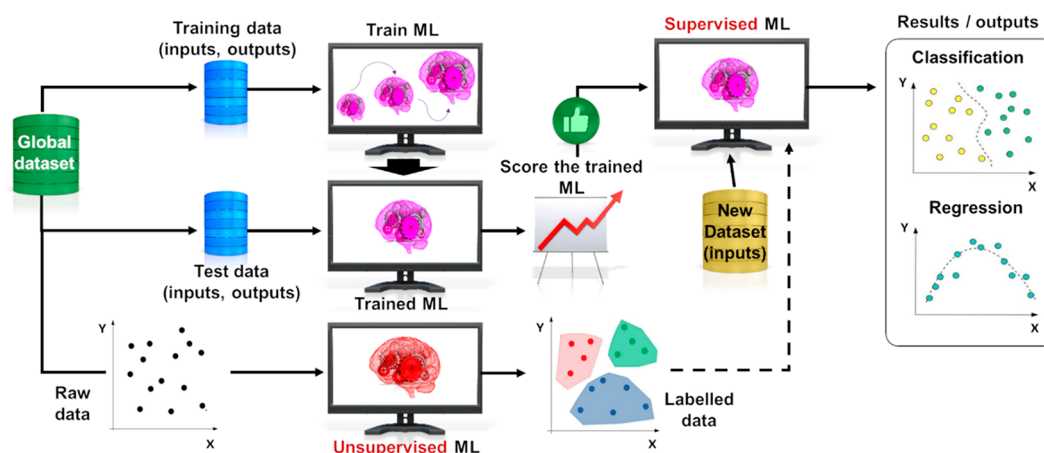 Training data
(inputs, outputs)
Train ML
Supervised ML
Results / outputs
Classification
Y
X
Global
dataset
Score the trained
ML
New
Dataset
(inputs)
Regression
Y
X
Test data
(inputs, outputs)
Trained ML
Y
X
Raw
data
Unsupervised ML
Y
X
Labelled
data